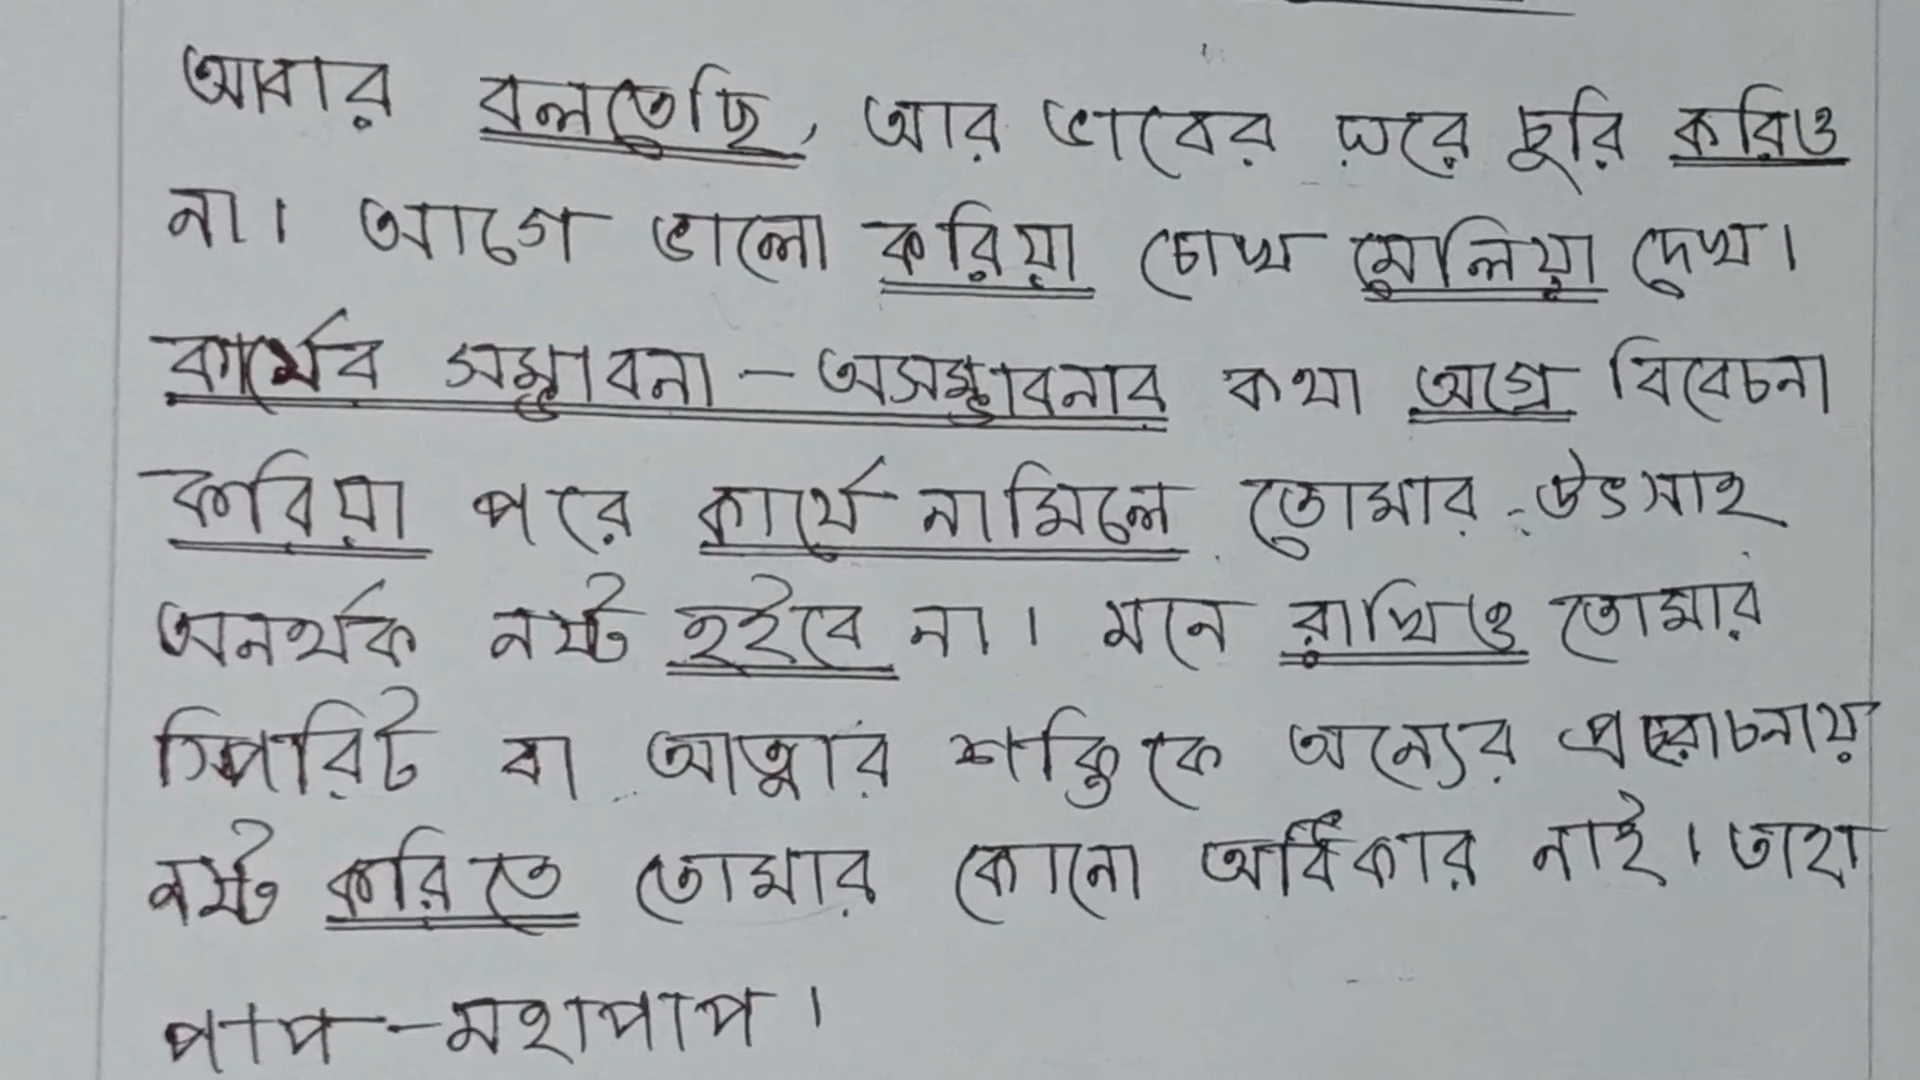 আবার বলতেছি, আর ভাবের ঘরে চুরি করিও
না। আগে ভালো করিয়া চোখ মেলিয়া দেখ।
কার্যের সম্ভাবনা - অসম্ভাবনার কথা অগ্রে বিবেচনা
করিয়া পরে কার্যে নামিলে তোমার উৎসাহ
অনর্থক নষ্ট হইবে না। মনে রাখিও তোমার
স্পিরিট বা আত্মার শক্তিকে অন্যের প্ররোচনায়
নষ্ট করিতে তোমার কোনো অধিকার নাই। তাহা
পাপ - মহাপাপ।